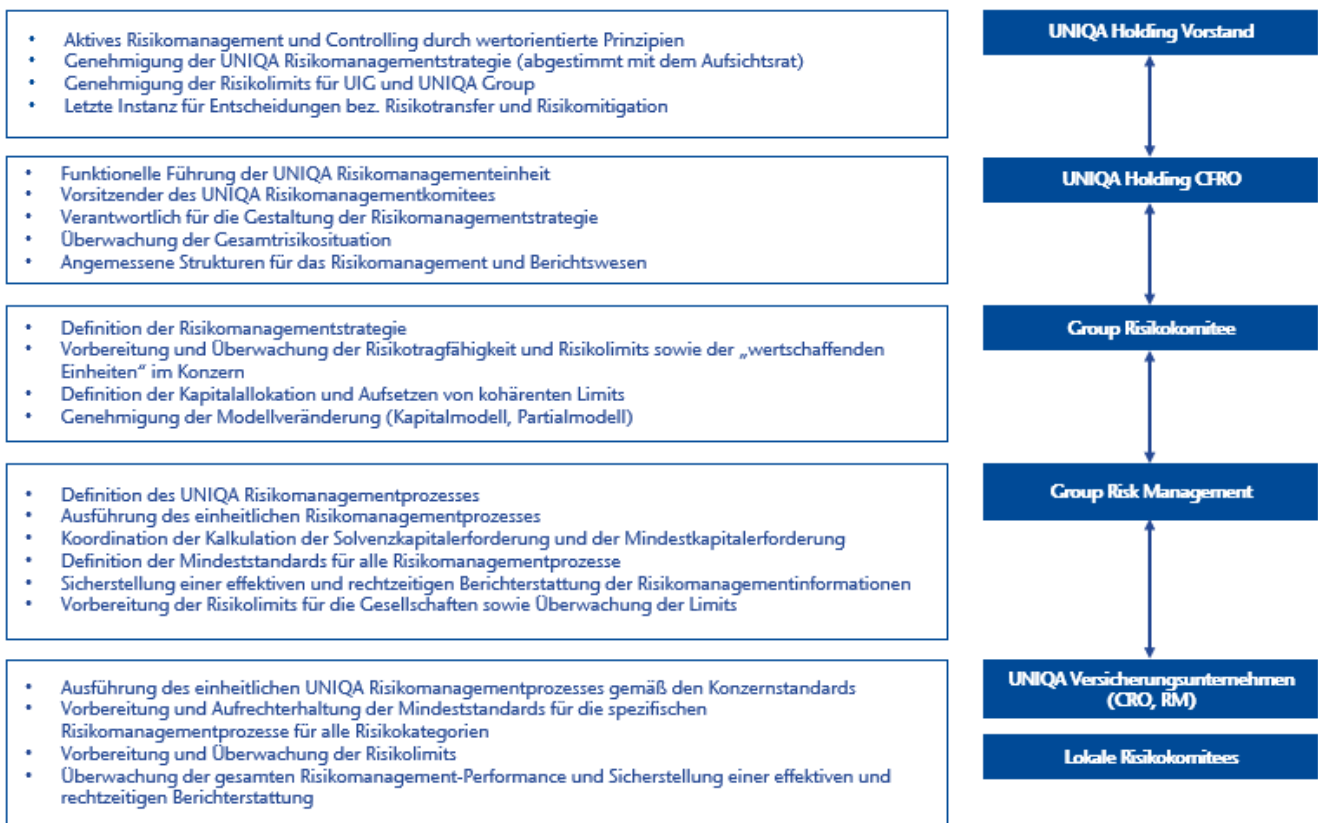 • Aktives Risikomanagement und Controlling durch wertorientierte Prinzipien
• Genehmigung der UNIQA Risikomanagementstrategie (abgestimmt mit dem Aufsichtsrat)
• Genehmigung der Risikolimits für UIG und UNIQA Group
• Letzte Instanz für Entscheidungen bez. Risikotransfer und Risikomitigation
UNIQA Holding Vorstand
• Funktionelle Führung der UNIQA Risikomanagementeinheit
• Vorsitzender des UNIQA Risikomanagementkomitees
• Verantwortlich für die Gestaltung der Risikomanagementstrategie
• Überwachung der Gesamtrisikosituation
• Angemessene Strukturen für das Risikomanagement und Berichtswesen
UNIQA Holding CFRO
• Definition der Risikomanagementstrategie
• Vorbereitung und Überwachung der Risikotragfähigkeit und Risikolimits sowie der „wertschaffenden
Einheiten“ im Konzern
• Definition der Kapitalallokation und Aufsetzen von kohärenten Limits
• Genehmigung der Modellveränderung (Kapitalmodell, Partialmodell)
Group Risikokomitee
• Definition des UNIQA Risikomanagementprozesses
• Ausführung des einheitlichen Risikomanagementprozesses
• Koordination der Kalkulation der Solvenzkapitalerforderung und der Mindestkapitalerforderung
• Definition der Mindeststandards für alle Risikomanagementprozesse
• Sicherstellung einer effektiven und rechtzeitigen Berichterstattung der Risikomanagementinformationen
• Vorbereitung der Risikolimits für die Gesellschaften sowie Überwachung der Limits
Group Risk Management
• Ausführung des einheitlichen UNIQA Risikomanagementprozesses gemäß den Konzernstandards
• Vorbereitung und Aufrechterhaltung der Mindeststandards für die spezifischen
Risikomanagementprozesse für alle Risikokategorien
• Vorbereitung und Überwachung der Risikolimits
• Überwachung der gesamten Risikomanagement-Performance und Sicherstellung einer effektiven und
rechtzeitigen Berichterstattung
UNIQA Versicherungsunternehmen
(CRO, RM)
Lokale Risikokomitees